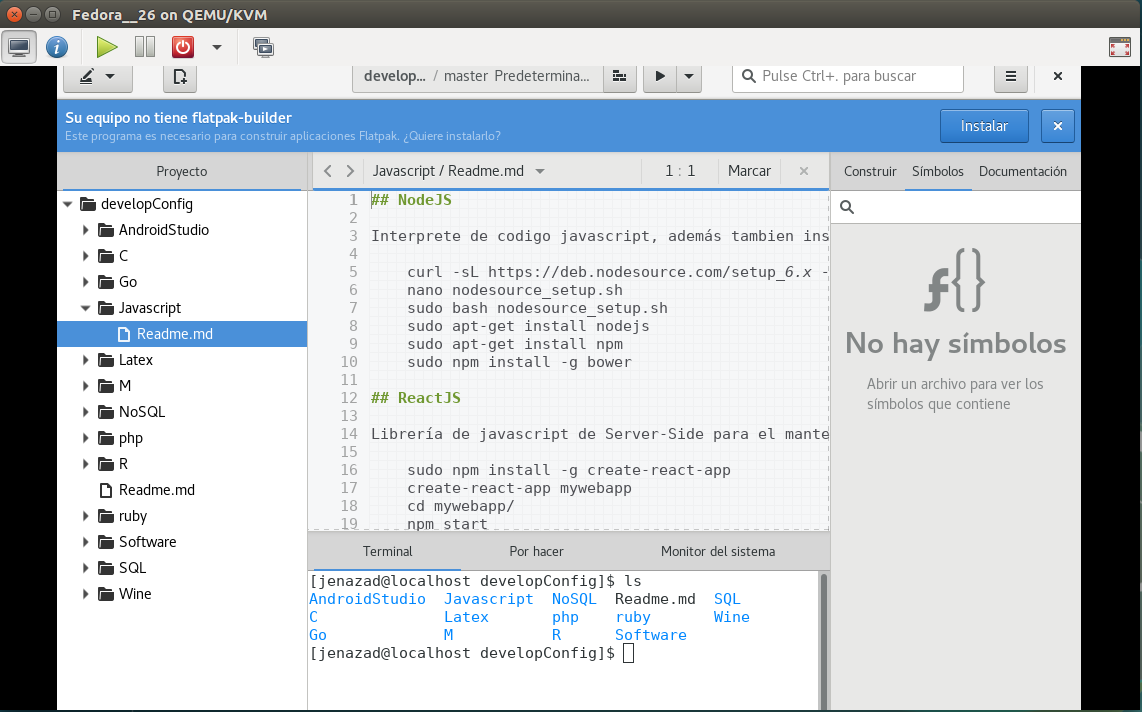 Fedora__26 on QEMU/KVM
develop... / master Predetermina...
Pulse Ctrl+. para buscar
Su equipo no tiene flatpak-builder
Este programa es necesario para construir aplicaciones Flatpak. ¿Quiere instalarlo?
Instalar
Proyecto
developConfig
AndroidStudio
C
Go
Javascript
Readme.md
Latex
M
NoSQL
php
R
Readme.md
ruby
Software
SQL
Wine
Javascript / Readme.md
1 : 1
Marcar
1 ## NodeJS
2
3 Interprete de codigo javascript, además tambien ins
4
5 curl -sL https://deb.nodesource.com/setup_6.x -
6 nano nodesource_setup.sh
7 sudo bash nodesource_setup.sh
8 sudo apt-get install nodejs
9 sudo apt-get install npm
10 sudo npm install -g bower
11
12 ## ReactJS
13
14 Librería de javascript de Server-Side para el mante
15
16 sudo npm install -g create-react-app
17 create-react-app mywebapp
18 cd mywebapp/
19 npm start
Construir Símbolos Documentación
f{}
No hay símbolos
Abrir un archivo para ver los
símbolos que contiene
Terminal Por hacer Monitor del sistema
[jenazad@localhost developConfig]$ ls
AndroidStudio Javascript NoSQL Readme.md SQL
C Latex php ruby Wine
Go M R Software
[jenazad@localhost developConfig]$